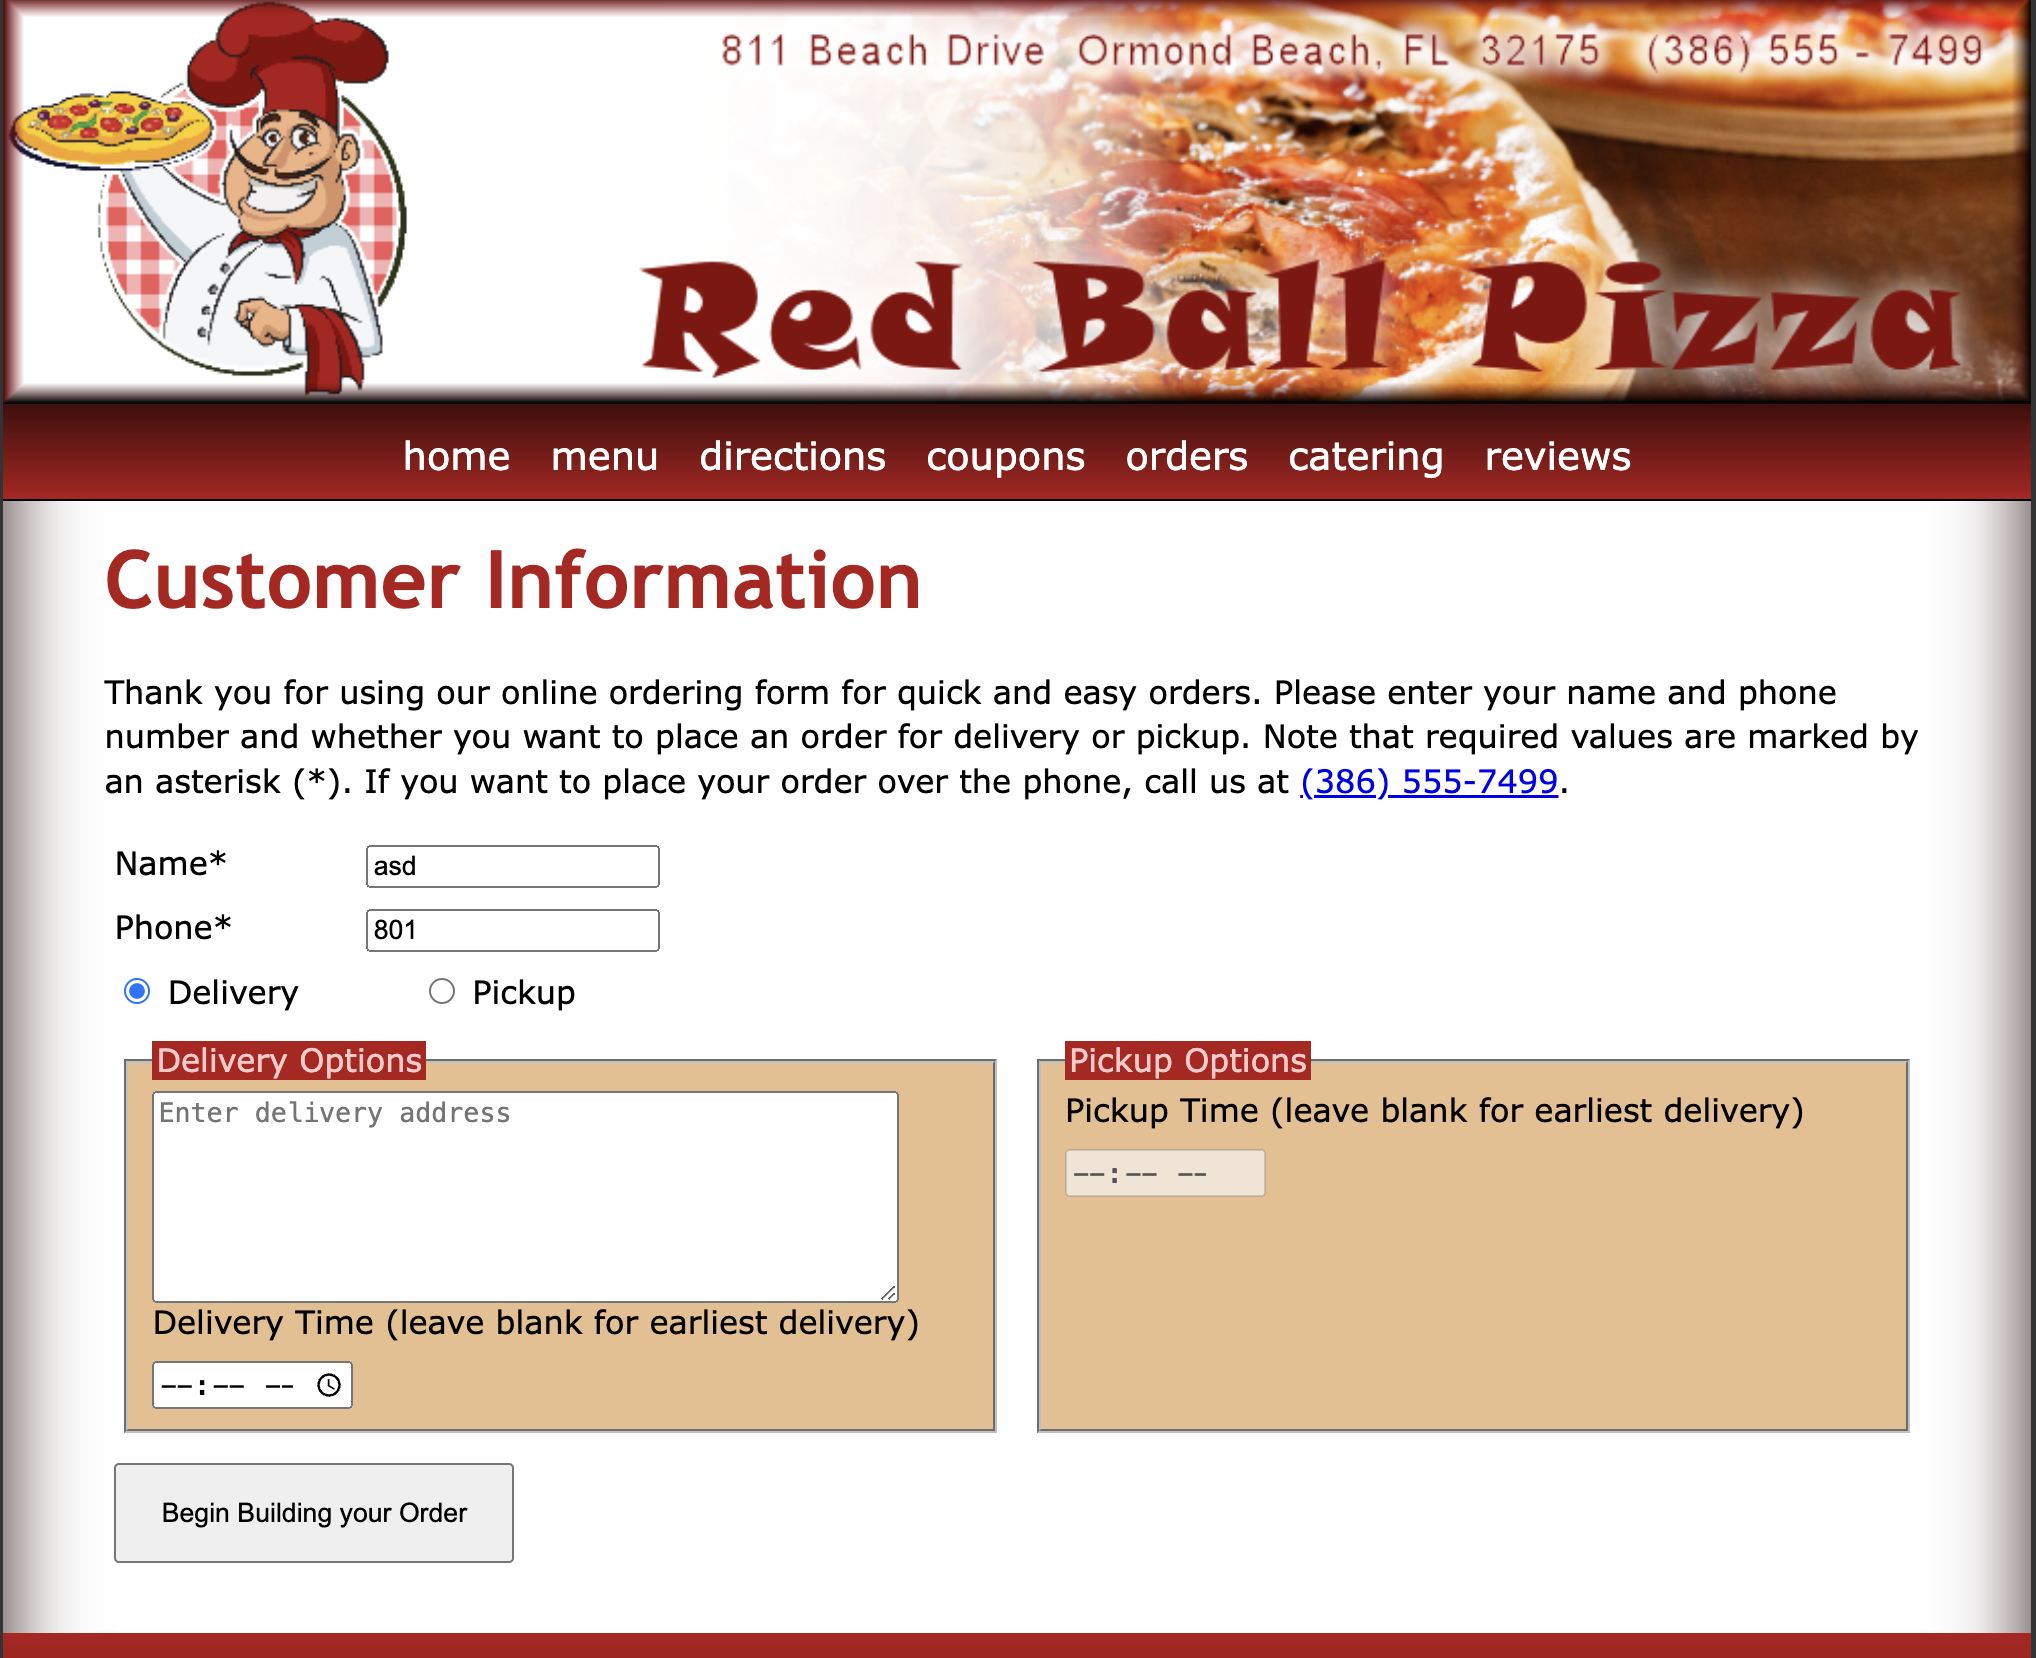 811 Beach Drive  Ormond Beach, FL  32175   (386) 555 - 7499
Red Ball Pizza
home menu directions coupons orders catering reviews
Customer Information
Thank you for using our online ordering form for quick and easy orders. Please enter your name and phone
number and whether you want to place an order for delivery or pickup. Note that required values are marked by
an asterisk (*). If you want to place your order over the phone, call us at (386) 555-7499.
Name* asd
Phone* 801
Delivery Pickup
Delivery Options
Enter delivery address
Delivery Time (leave blank for earliest delivery)
--:-- --
Pickup Options
Pickup Time (leave blank for earliest delivery)
--:-- --
Begin Building your Order